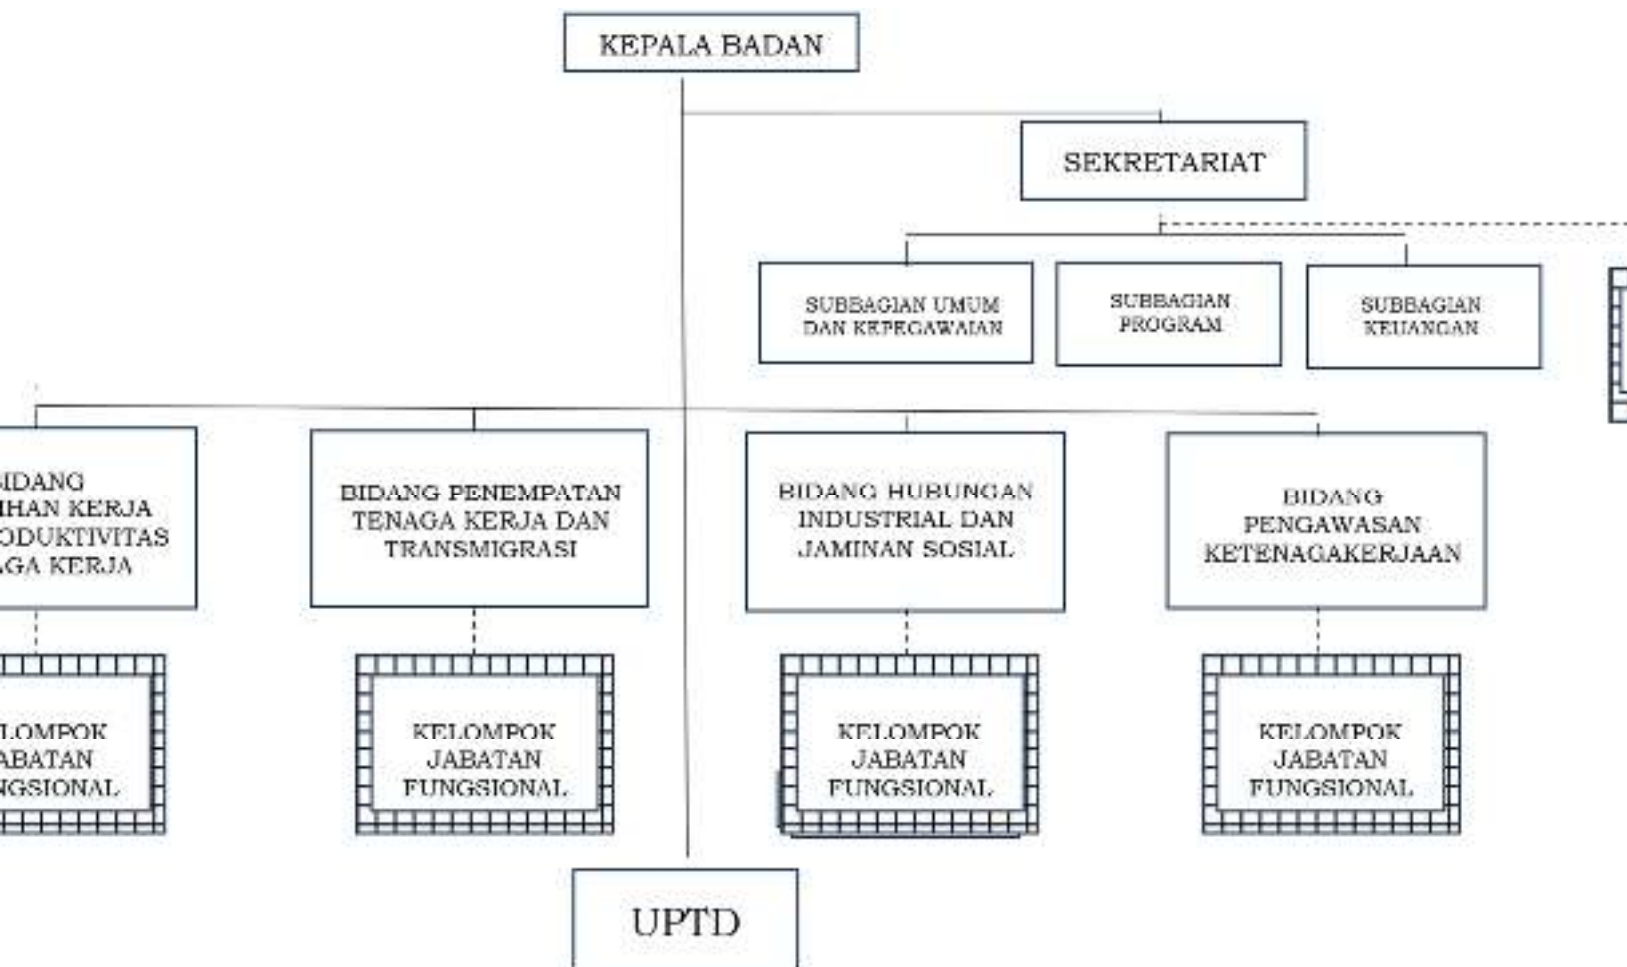 KEPALA BADAN
SEKRETARIAT
SUBBAGIAN UMUM
DAN KEPEGAWAIAN
SUBBAGIAN
PROGRAM
SUBBAGIAN
KEUANGAN
BIDANG
IHAN KERJA
ODUKTIVITAS
AGA KERJA
BIDANG PENEMPATAN
TENAGA KERJA DAN
TRANSMIGRASI
BIDANG HUBUNGAN
INDUSTRIAL DAN
JAMINAN SOSIAL
BIDANG
PENGAWASAN
KETENAGAKERJAAN
LOMPOK
ABATAN
NGSIONAL
KELOMPOK
JABATAN
FUNGSIONAL
KELOMPOK
JABATAN
FUNGSIONAL
KELOMPOK
JABATAN
FUNGSIONAL
UPTD